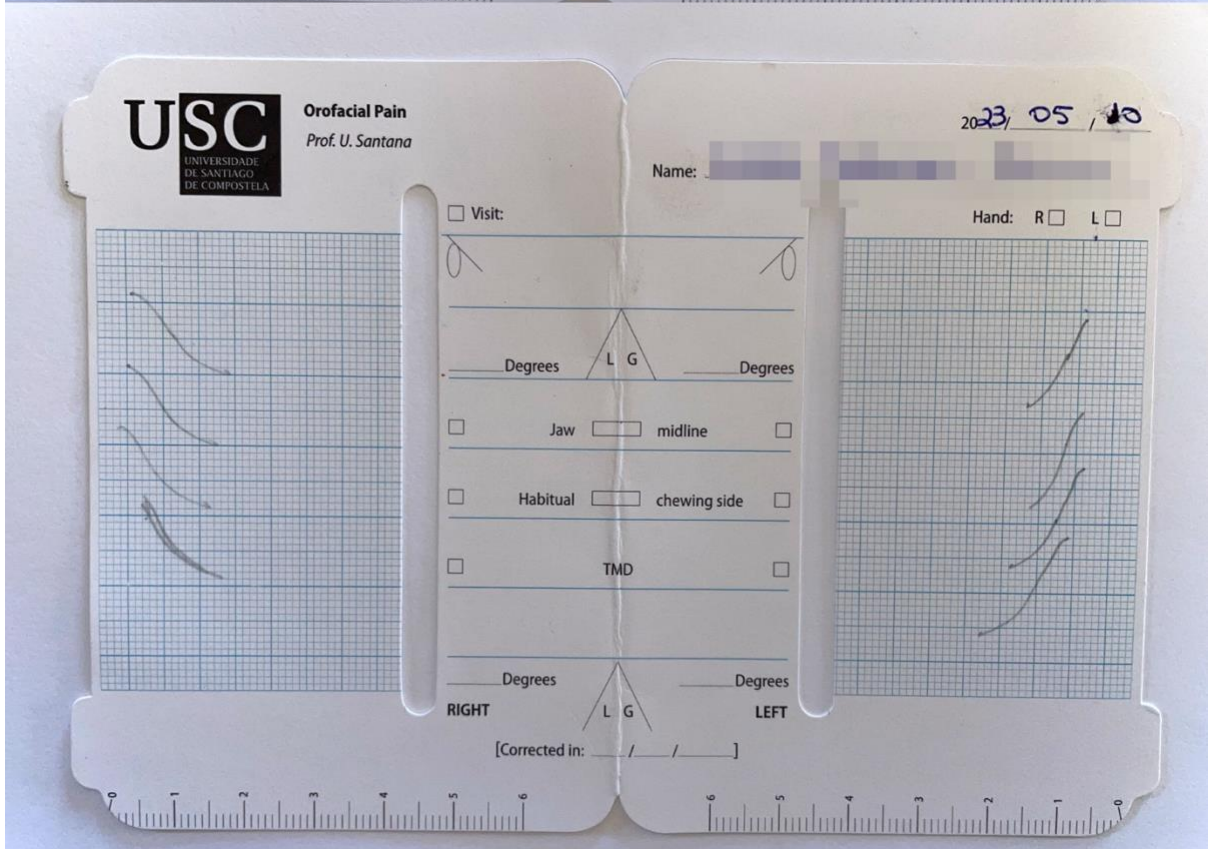 USC
UNIVERSIDADE
DE SANTIAGO
DE COMPOSTELA
Orofacial Pain
Prof. U. Santana
2023/ 05 / 10
Name:
Hand: R L
Visit:
Degrees L G Degrees
Jaw midline
Habitual chewing side
TMD
Degrees Degrees
RIGHT L G LEFT
[Corrected in: / / ]
0 1 2 3 4 5 6
6 5 4 3 2 1 0